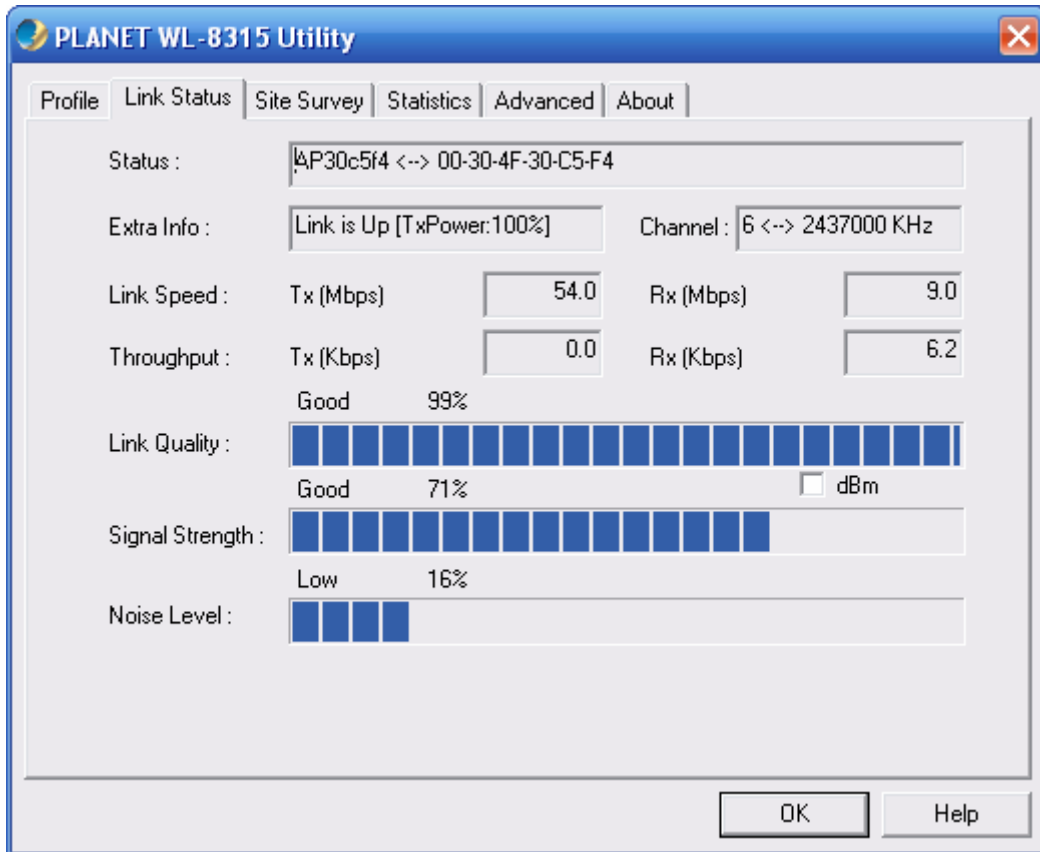 PLANET WL-8315 Utility
Profile Link Status Site Survey Statistics Advanced About
Status : AP30c5f4 <--> 00-30-4F-30-C5-F4
Extra Info : Link is Up [TxPower:100%] Channel : 6 <--> 2437000 KHz
Link Speed : Tx (Mbps) 54.0 Rx (Mbps) 9.0
Throughput : Tx (Kbps) 0.0 Rx (Kbps) 6.2
Good 99%
Link Quality :
Good 71% dBm
Signal Strength :
Low 16%
Noise Level :
OK Help